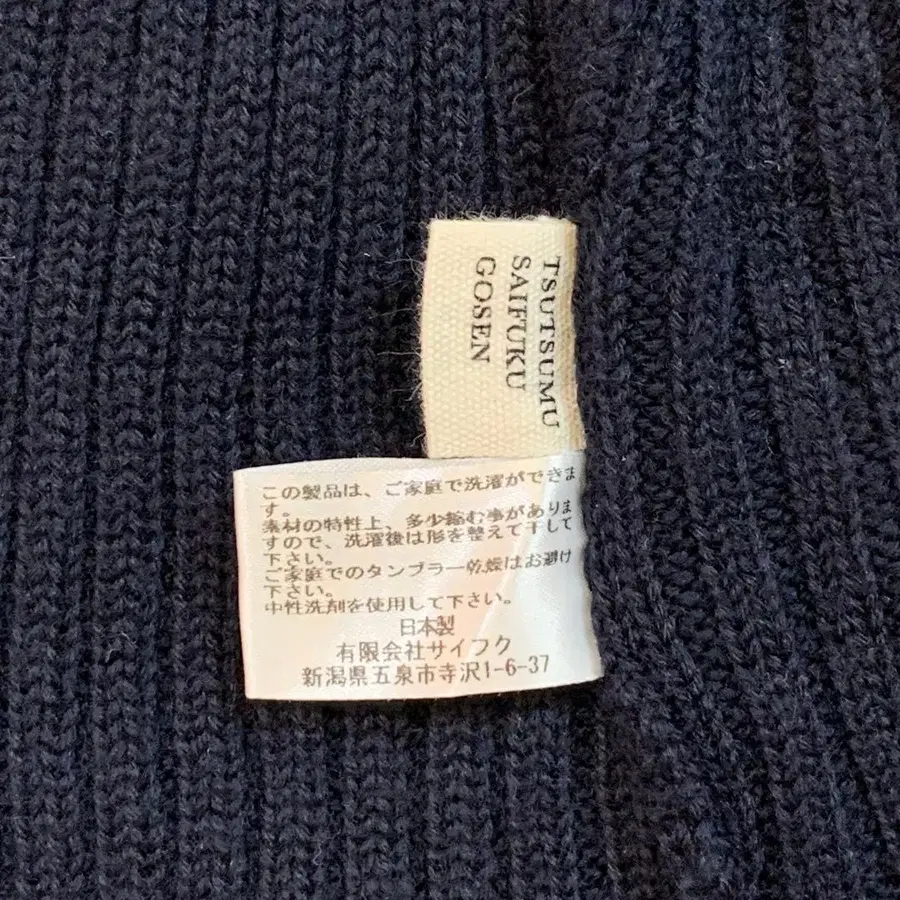 TSUTSUMU
SAIFUKU
GOSEN
この製品は、ご家庭で洗濯ができま
す。
素材の特性上、多少縮む事がありま
すので、洗濯後は形を整えて干して
下さい。
ご家庭でのタンブラー乾燥はお避け
下さい。
中性洗剤を使用して下さい。
日本製
有限会社サイフク
新潟県五泉市寺沢1-6-37